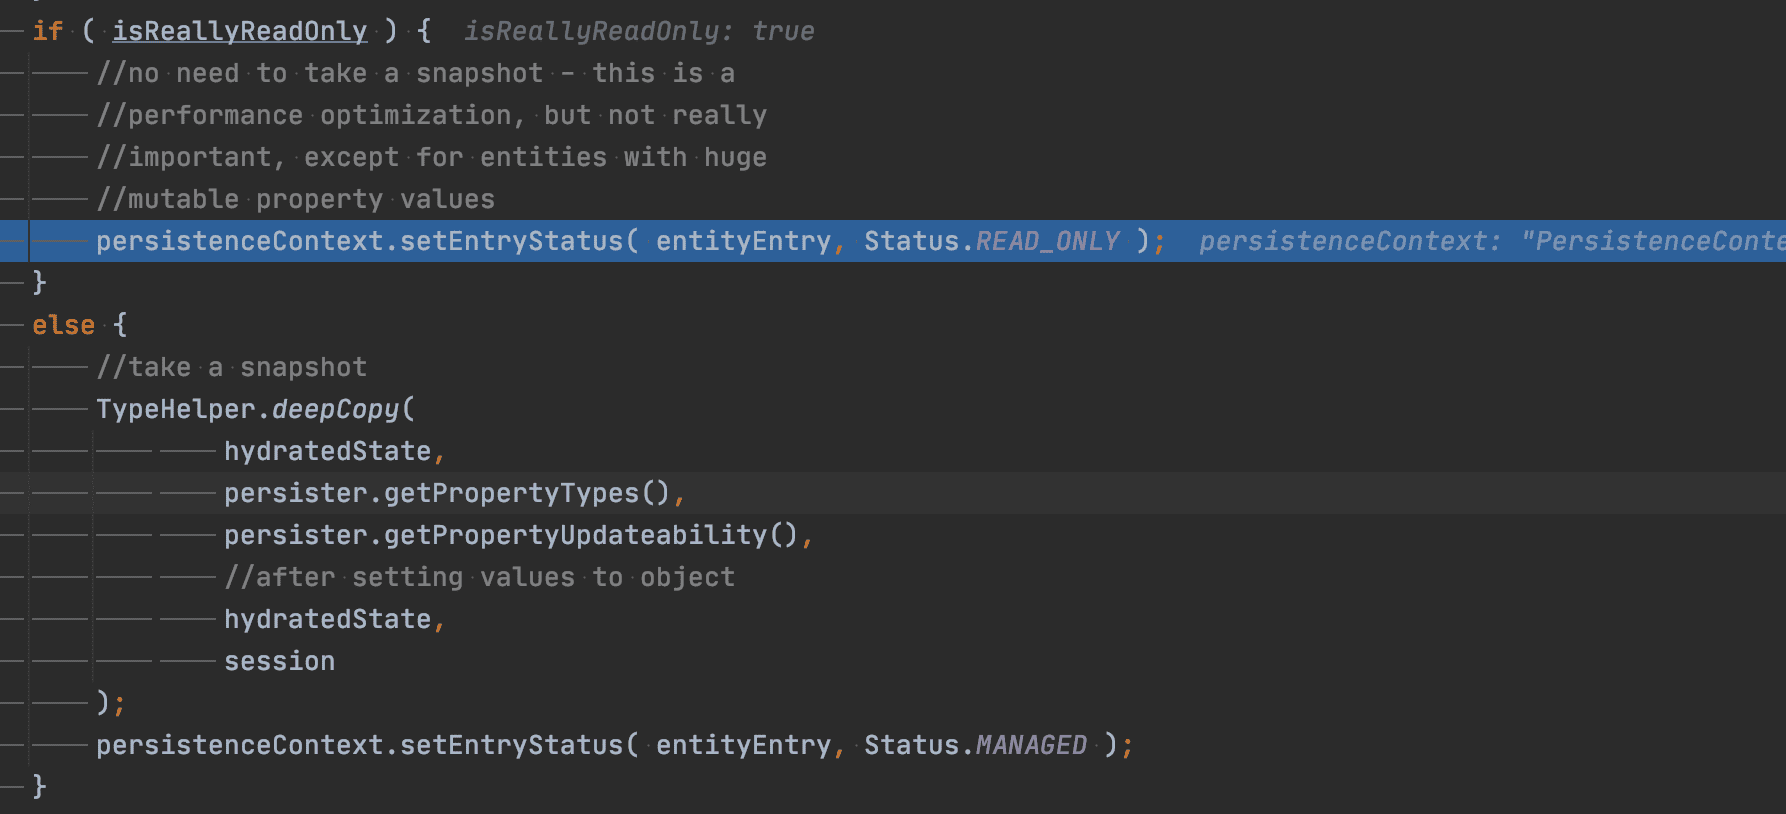 if ( isReallyReadOnly ) {  isReallyReadOnly: true
//no need to take a snapshot - this is a
//performance optimization, but not really
//important, except for entities with huge
//mutable property values
persistenceContext.setEntryStatus( entityEntry, Status.READ_ONLY );  persistenceContext: "PersistenceConte
}
else {
//take a snapshot
TypeHelper.deepCopy(
hydratedState,
persister.getPropertyTypes(),
persister.getPropertyUpdateability(),
//after setting values to object
hydratedState,
session
);
persistenceContext.setEntryStatus( entityEntry, Status.MANAGED );
}